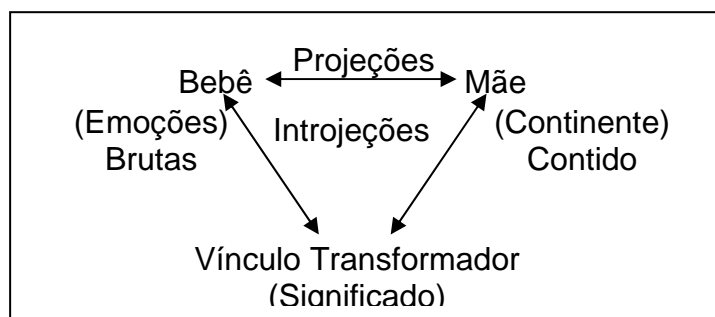 Projeções
Bebê Mãe
(Emoções) Introjeções (Continente)
Brutas Contido
Vínculo Transformador
(Significado)